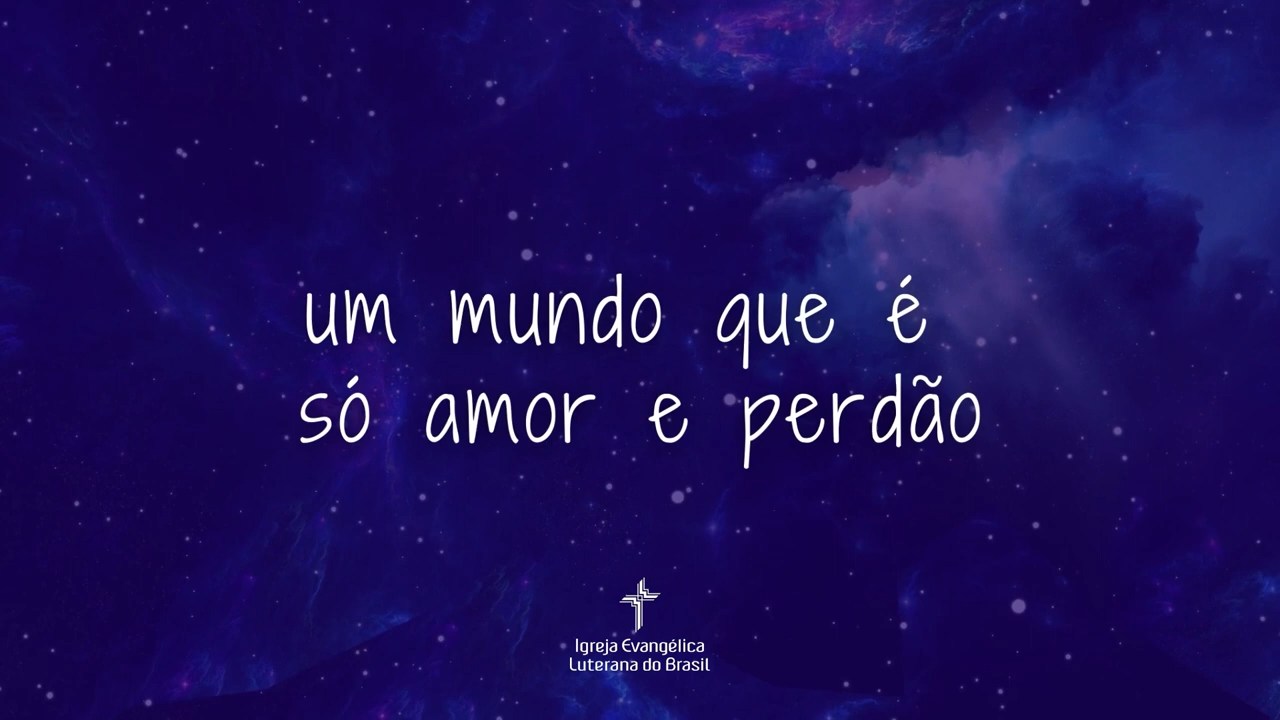 um mundo que é
só amor e perdão
Igreja Evangélica
Luterana do Brasil